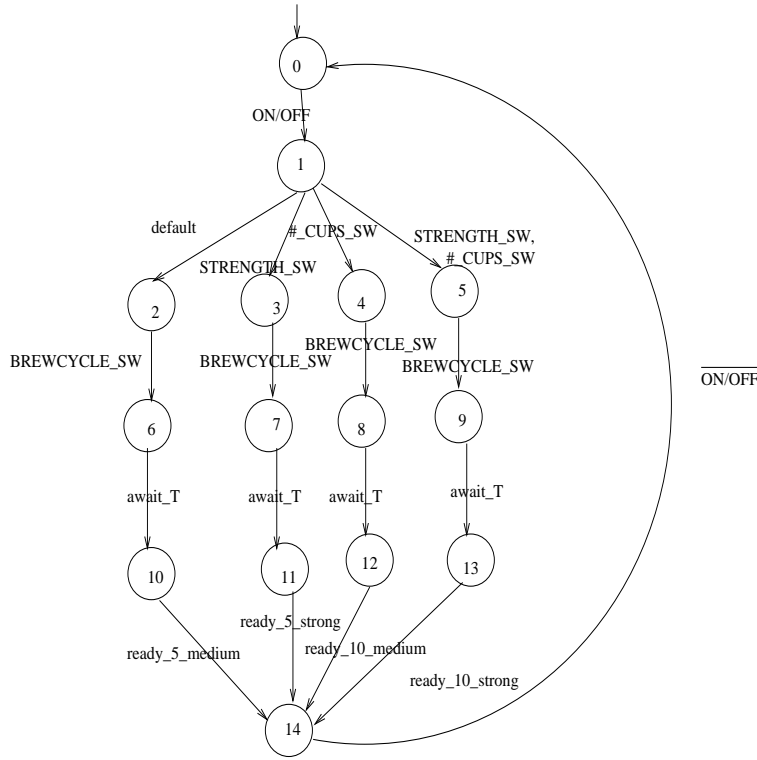 0
ON/OFF
1
default
#_CUPS_SW
STRENGTH_SW,
#_CUPS_SW
STRENGTH_SW
2
3
4
5
BREWCYCLE_SW
BREWCYCLE_SW
BREWCYCLE_SW
BREWCYCLE_SW
ON/OFF
6
7
8
9
await_T
await_T
await_T
await_T
10
11
12
13
ready_5_medium
ready_5_strong
ready_10_medium
ready_10_strong
14